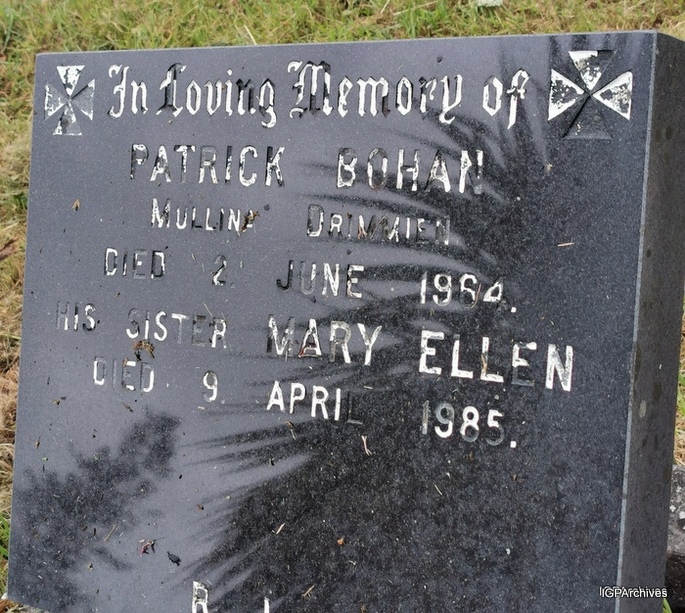 In Loving Memory of
PATRICK BOHAN
MULLINA DRIMMIEN
DIED 2 JUNE 1964.
HIS SISTER MARY ELLEN
DIED 9 APRIL 1985.
R I
IGPArchives